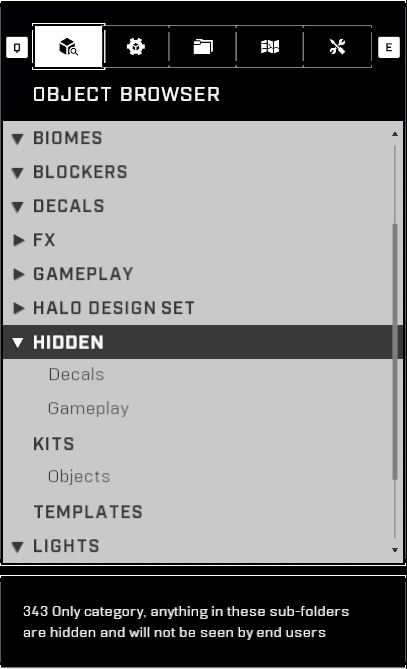 Q
E
OBJECT BROWSER
BIOMES
BLOCKERS
DECALS
FX
GAMEPLAY
HALO DESIGN SET
HIDDEN
Decals
Gameplay
KITS
Objects
TEMPLATES
LIGHTS
343 Only category, anything in these sub-folders
are hidden and will not be seen by end users